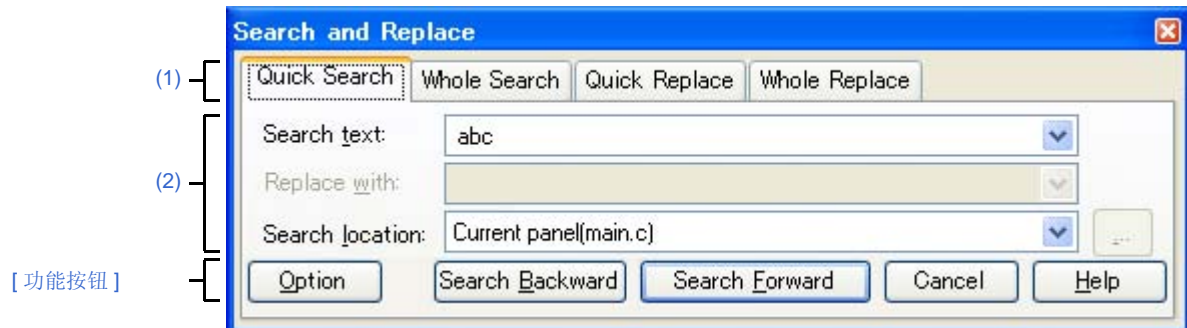 Search and Replace
(1)
Quick Search Whole Search Quick Replace Whole Replace
(2)
Search text: abc
Replace with:
Search location: Current panel(main.c) ...
[ 功能按钮 ]
Option Search Backward Search Forward Cancel Help